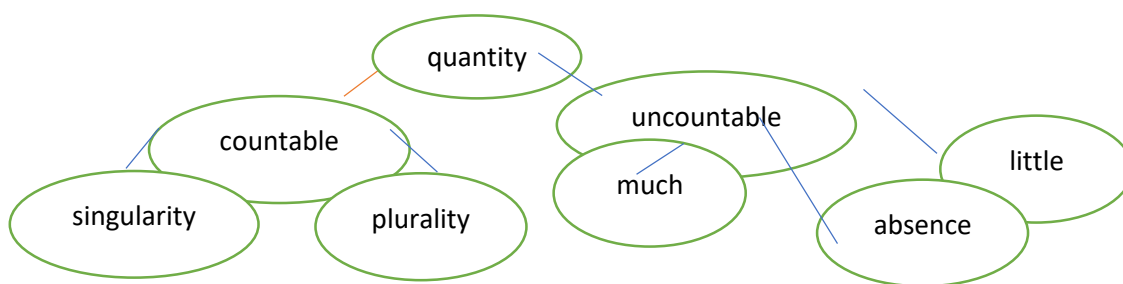 quantity
countable
uncountable
singularity
plurality
much
absence
little